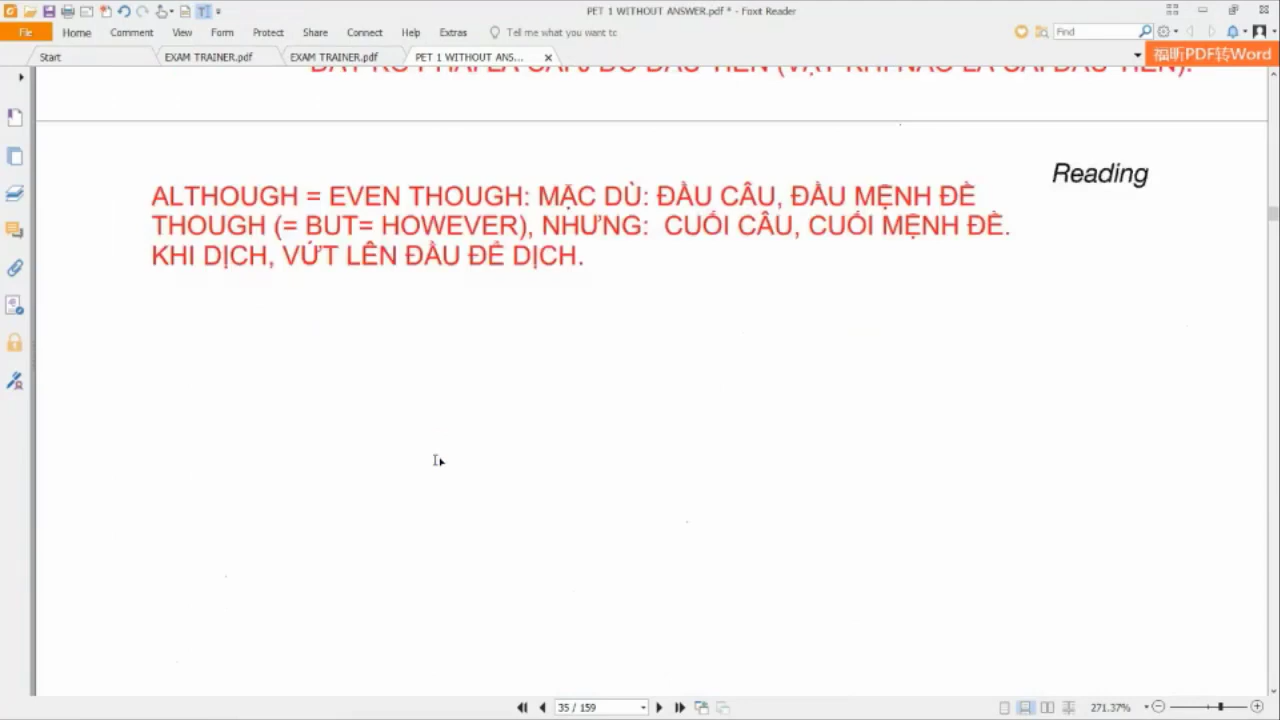 PET 1 WITHOUT ANSWER.pdf * - Foxit Reader
File Home Comment View Form Protect Share Connect Help Extras Tell me what you want to Find
Start EXAM TRAINER.pdf EXAM TRAINER.pdf PET 1 WITHOUT ANS... 福昕PDF转Word
Reading
ALTHOUGH = EVEN THOUGH: MẶC DÙ: ĐẦU CÂU, ĐẦU MỆNH ĐỀ
THOUGH (= BUT= HOWEVER), NHƯNG: CUỐI CÂU, CUỐI MỆNH ĐỀ.
KHI DỊCH, VỨT LÊN ĐẦU ĐỂ DỊCH.
35 / 159 271.37%